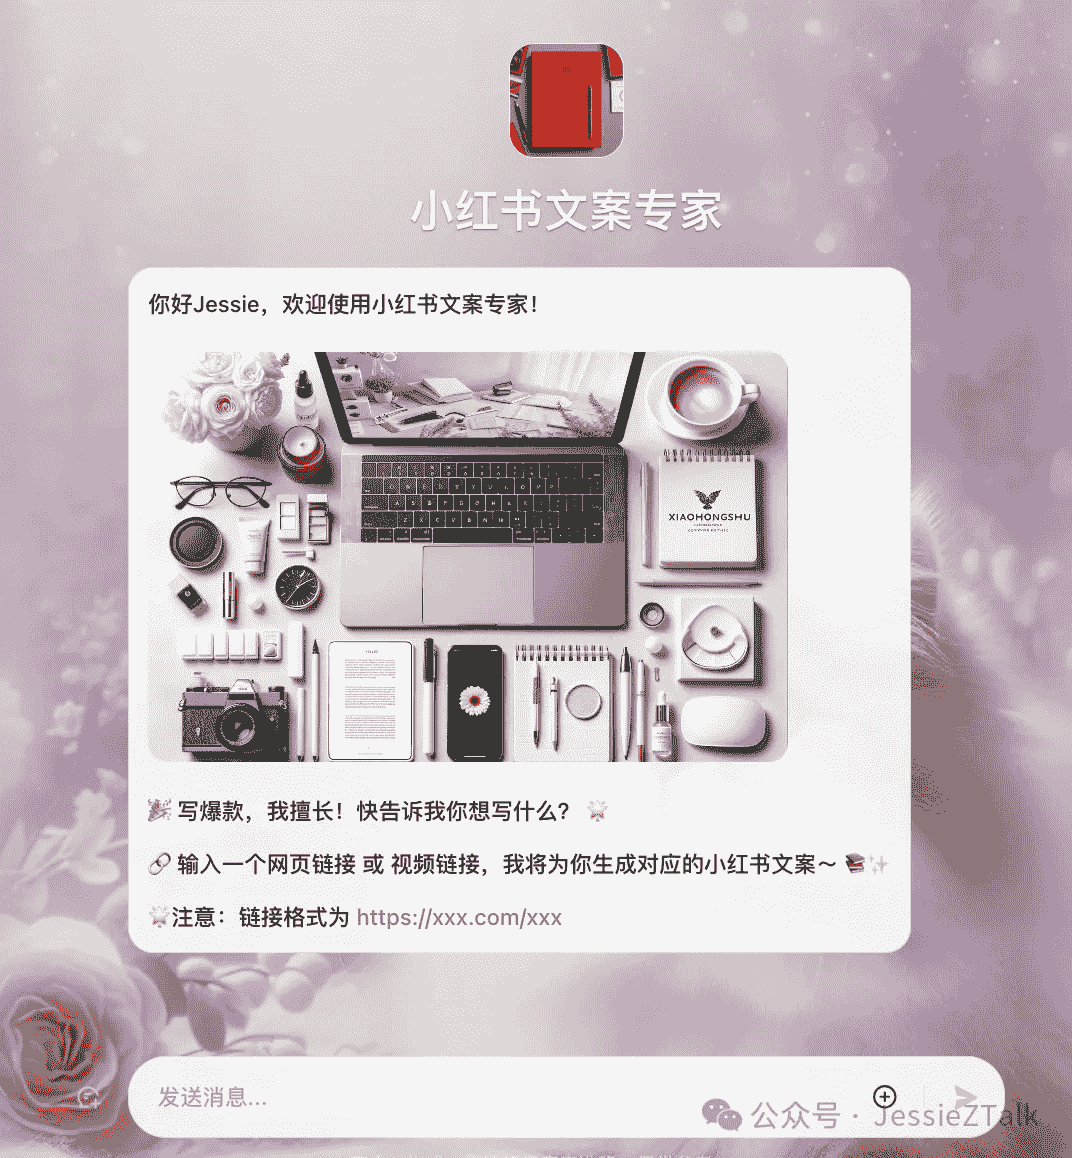 小红书文案专家
你好Jessie，欢迎使用小红书文案专家！
XIAOHONGSHU
🎉 写爆款，我擅长！快告诉我你想写什么？ 🌟
🔗 输入一个网页链接 或 视频链接，我将为你生成对应的小红书文案～ 📚✨
🌟注意：链接格式为 https://xxx.com/xxx
发送消息...
公众号 · JessieZTalk